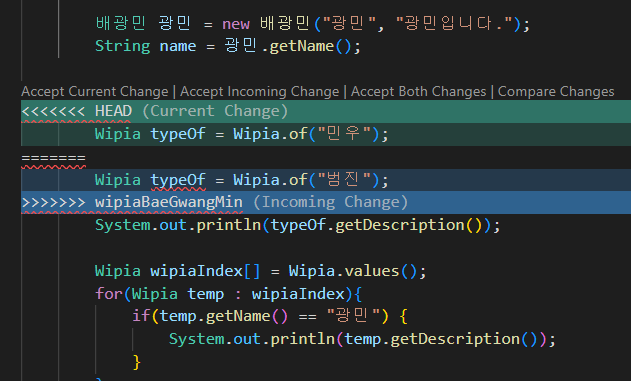 배광민 광민 = new 배광민("광민", "광민입니다.");
String name = 광민.getName();
Accept Current Change | Accept Incoming Change | Accept Both Changes | Compare Changes
<<<<<<< HEAD (Current Change)
Wipia typeOf = Wipia.of("민우");
=======
Wipia typeOf = Wipia.of("범진");
>>>>>>> wipiaBaeGwangMin (Incoming Change)
System.out.println(typeOf.getDescription());
Wipia wipiaIndex[] = Wipia.values();
for(Wipia temp : wipiaIndex){
if(temp.getName() == "광민") {
System.out.println(temp.getDescription());
}